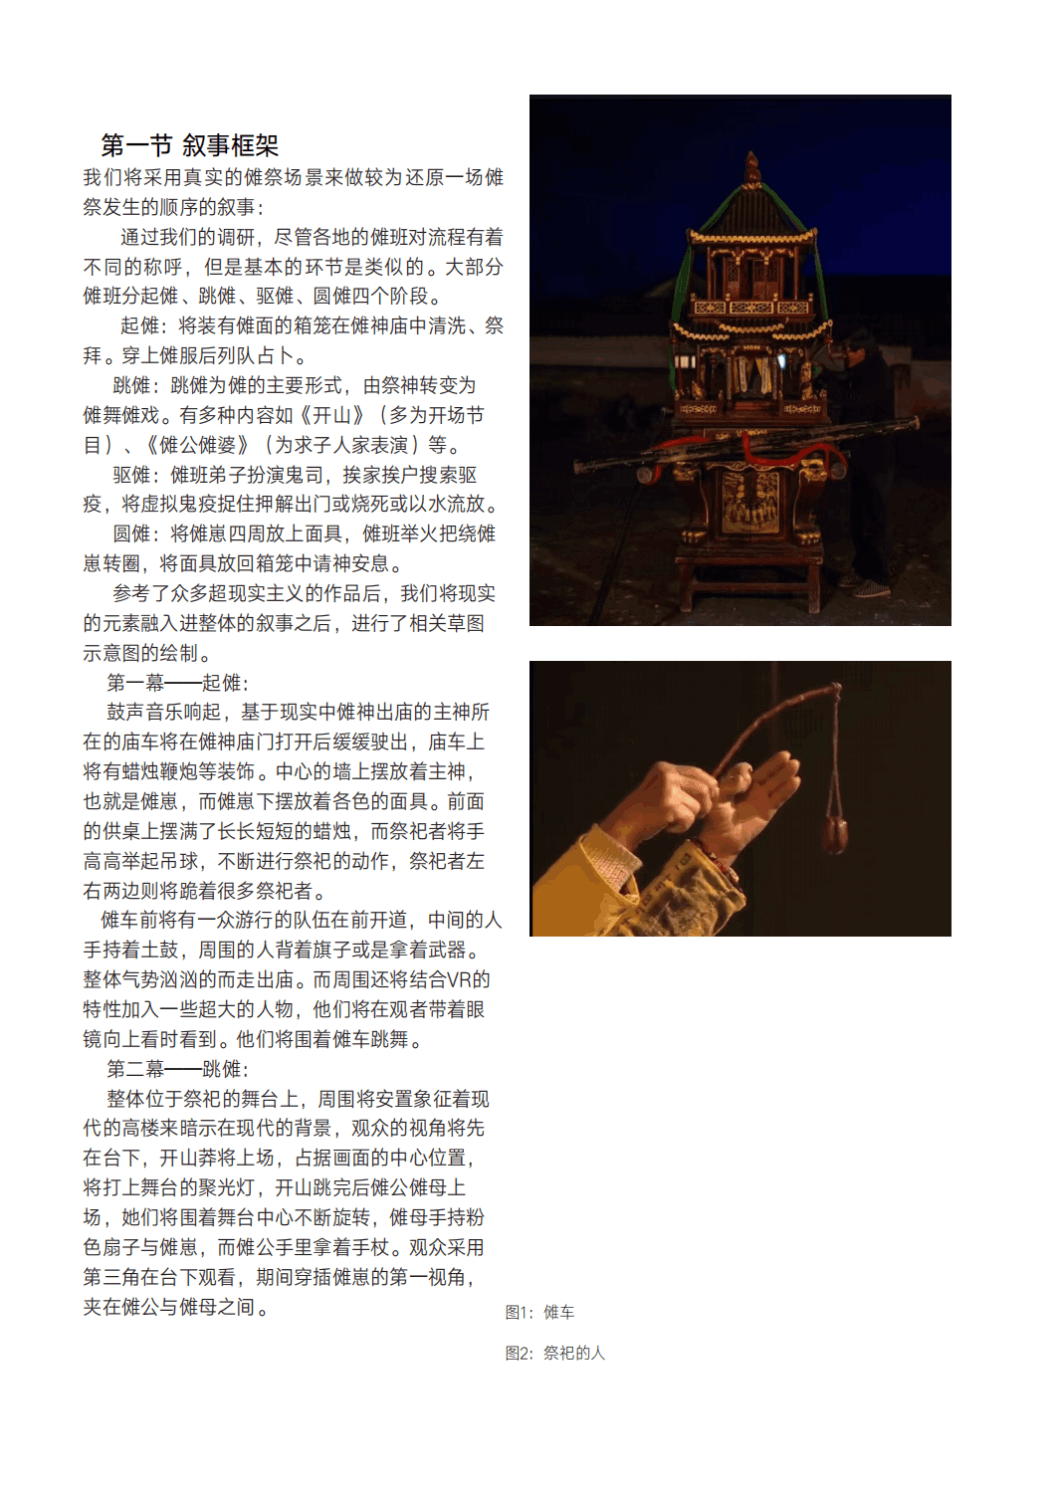 第一节 叙事框架
我们将采用真实的傩祭场景来做较为还原一场傩
祭发生的顺序的叙事：
通过我们的调研，尽管各地的傩班对流程有着
不同的称呼，但是基本的环节是类似的。大部分
傩班分起傩、跳傩、驱傩、圆傩四个阶段。
起傩：将装有傩面的箱笼在傩神庙中清洗、祭
拜。穿上傩服后列队占卜。
跳傩：跳傩为傩的主要形式，由祭神转变为
傩舞傩戏。有多种内容如《开山》（多为开场节
目）、《傩公傩婆》（为求子人家表演）等。
驱傩：傩班弟子扮演鬼司，挨家挨户搜索驱
疫，将虚拟鬼疫捉住押解出门或烧死或以水流放。
圆傩：将傩崽四周放上面具，傩班举火把绕傩
崽转圈，将面具放回箱笼中请神安息。
参考了众多超现实主义的作品后，我们将现实
的元素融入进整体的叙事之后，进行了相关草图
示意图的绘制。
第一幕——起傩：
鼓声音乐响起，基于现实中傩神出庙的主神所
在的庙车将在傩神庙门打开后缓缓驶出，庙车上
将有蜡烛鞭炮等装饰。中心的墙上摆放着主神，
也就是傩崽，而傩崽下摆放着各色的面具。前面
的供桌上摆满了长长短短的蜡烛，而祭祀者将手
高高举起吊球，不断进行祭祀的动作，祭祀者左
右两边则将跪着很多祭祀者。
傩车前将有一众游行的队伍在前开道，中间的人
手持着土鼓，周围的人背着旗子或是拿着武器。
整体气势汹汹的而走出庙。而周围还将结合VR的
特性加入一些超大的人物，他们将在观者带着眼
镜向上看时看到。他们将围着傩车跳舞。
第二幕——跳傩：
整体位于祭祀的舞台上，周围将安置象征着现
代的高楼来暗示在现代的背景，观众的视角将先
在台下，开山莽将上场，占据画面的中心位置，
将打上舞台的聚光灯，开山跳完后傩公傩母上
场，她们将围着舞台中心不断旋转，傩母手持粉
色扇子与傩崽，而傩公手里拿着手杖。观众采用
第三角在台下观看，期间穿插傩崽的第一视角，
夹在傩公与傩母之间。
图1：傩车
图2：祭祀的人